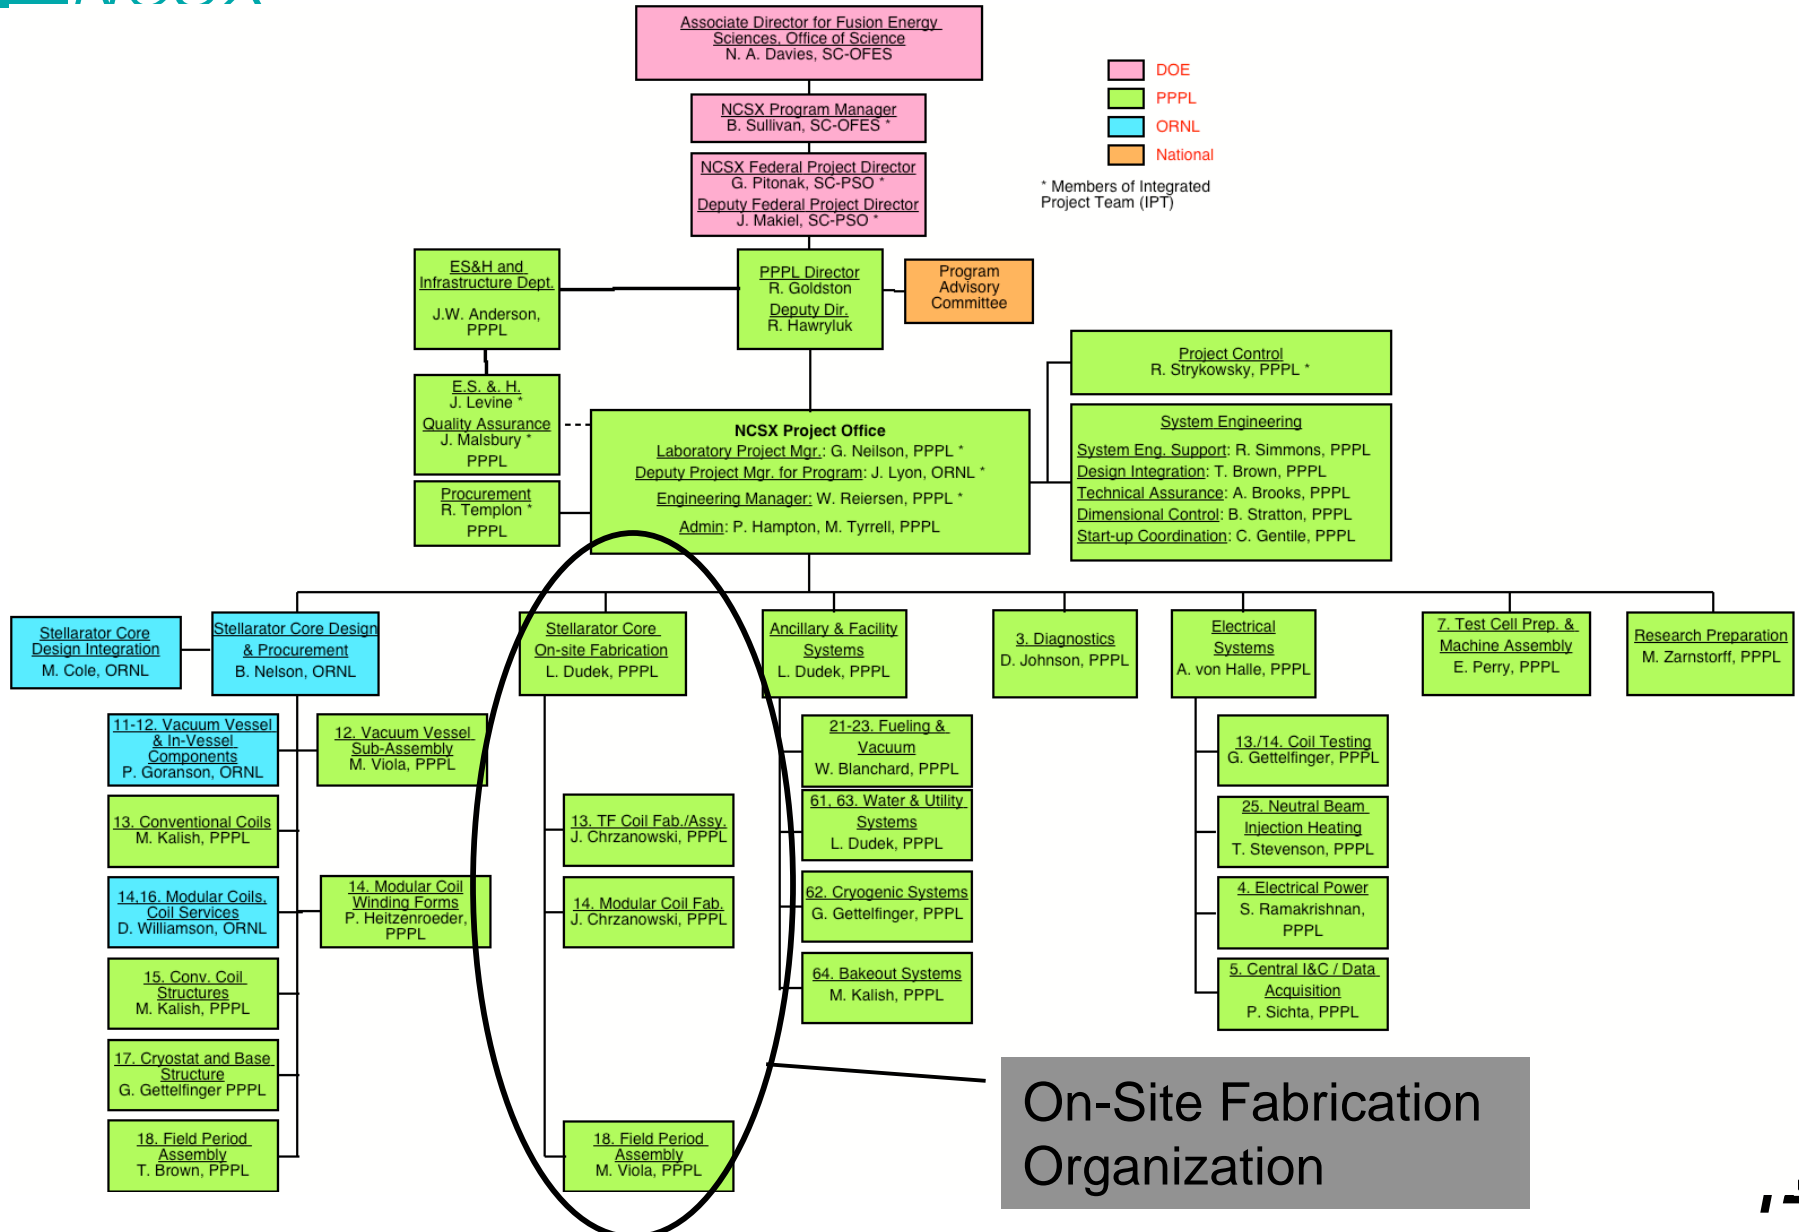 Associate Director for Fusion Energy
Sciences, Office of Science
N. A. Davies, SC-OFES
NCSX Program Manager
B. Sullivan, SC-OFES *
NCSX Federal Project Director
G. Pitonak, SC-PSO *
Deputy Federal Project Director
J. Makiel, SC-PSO *
DOE
PPPL
ORNL
National
* Members of Integrated
Project Team (IPT)
ES&H and
Infrastructure Dept.
J.W. Anderson,
PPPL
PPPL Director
R. Goldston
Deputy Dir.
R. Hawryluk
Program
Advisory
Committee
E.S. &. H.
J. Levine *
Quality Assurance
J. Malsbury *
PPPL
Procurement
R. Templon *
PPPL
NCSX Project Office
Laboratory Project Mgr.: G. Neilson, PPPL *
Deputy Project Mgr. for Program: J. Lyon, ORNL *
Engineering Manager: W. Reiersen, PPPL *
Admin: P. Hampton, M. Tyrrell, PPPL
Project Control
R. Strykowsky, PPPL *
System Engineering
System Eng. Support: R. Simmons, PPPL
Design Integration: T. Brown, PPPL
Technical Assurance: A. Brooks, PPPL
Dimensional Control: B. Stratton, PPPL
Start-up Coordination: C. Gentile, PPPL
Stellarator Core
Design Integration
M. Cole, ORNL
Stellarator Core Design
& Procurement
B. Nelson, ORNL
Stellarator Core
On-site Fabrication
L. Dudek, PPPL
Ancillary & Facility
Systems
L. Dudek, PPPL
3. Diagnostics
D. Johnson, PPPL
Electrical
Systems
A. von Halle, PPPL
7. Test Cell Prep. &
Machine Assembly
E. Perry, PPPL
Research Preparation
M. Zarnstorff, PPPL
11-12. Vacuum Vessel
& In-Vessel
Components
P. Goranson, ORNL
12. Vacuum Vessel
Sub-Assembly
M. Viola, PPPL
13. Conventional Coils
M. Kalish, PPPL
14,16. Modular Coils,
Coil Services
D. Williamson, ORNL
14. Modular Coil
Winding Forms
P. Heitzenroeder,
PPPL
15. Conv. Coil
Structures
M. Kalish, PPPL
17. Cryostat and Base
Structure
G. Gettelfinger PPPL
18. Field Period
Assembly
T. Brown, PPPL
13. TF Coil Fab./Assy.
J. Chrzanowski, PPPL
14. Modular Coil Fab.
J. Chrzanowski, PPPL
18. Field Period
Assembly
M. Viola, PPPL
21-23. Fueling &
Vacuum
W. Blanchard, PPPL
61, 63. Water & Utility
Systems
L. Dudek, PPPL
62. Cryogenic Systems
G. Gettelfinger, PPPL
64. Bakeout Systems
M. Kalish, PPPL
13./14. Coil Testing
G. Gettelfinger, PPPL
25. Neutral Beam
Injection Heating
T. Stevenson, PPPL
4. Electrical Power
S. Ramakrishnan,
PPPL
5. Central I&C / Data
Acquisition
P. Sichta, PPPL
On-Site Fabrication
Organization